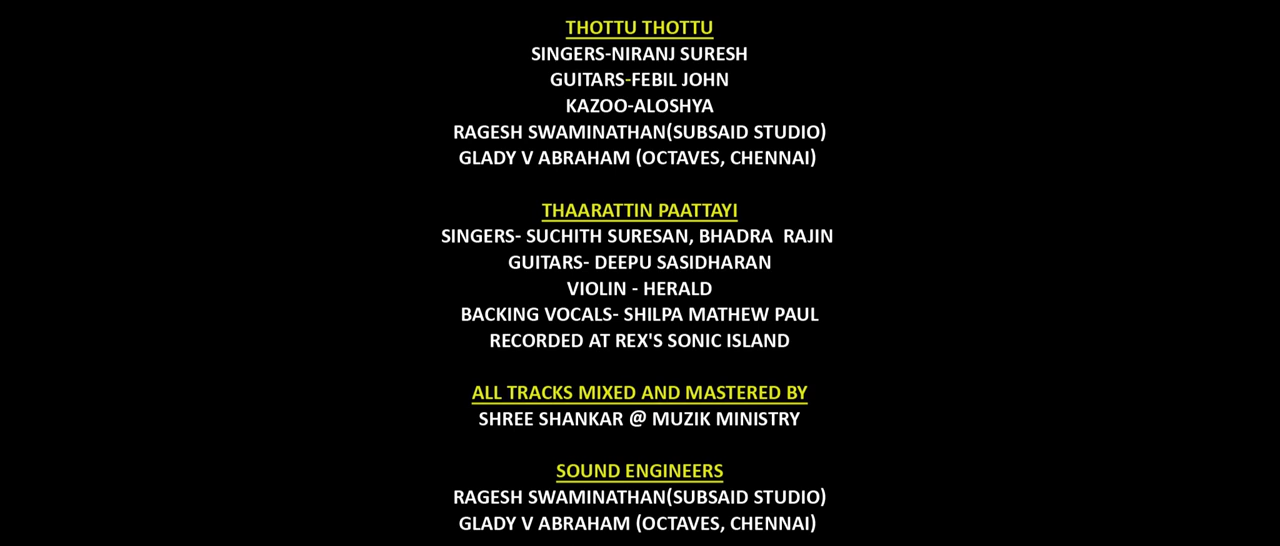 THOTTU THOTTU
SINGERS-NIRANJ SURESH
GUITARS-FEBIL JOHN
KAZOO-ALOSHYA
RAGESH SWAMINATHAN(SUBSAID STUDIO)
GLADY V ABRAHAM (OCTAVES, CHENNAI)
THAARATTIN PAATTAYI
SINGERS- SUCHITH SURESAN, BHADRA  RAJIN
GUITARS- DEEPU SASIDHARAN
VIOLIN - HERALD
BACKING VOCALS- SHILPA MATHEW PAUL
RECORDED AT REX'S SONIC ISLAND
ALL TRACKS MIXED AND MASTERED BY
SHREE SHANKAR @ MUZIK MINISTRY
SOUND ENGINEERS
RAGESH SWAMINATHAN(SUBSAID STUDIO)
GLADY V ABRAHAM (OCTAVES, CHENNAI)